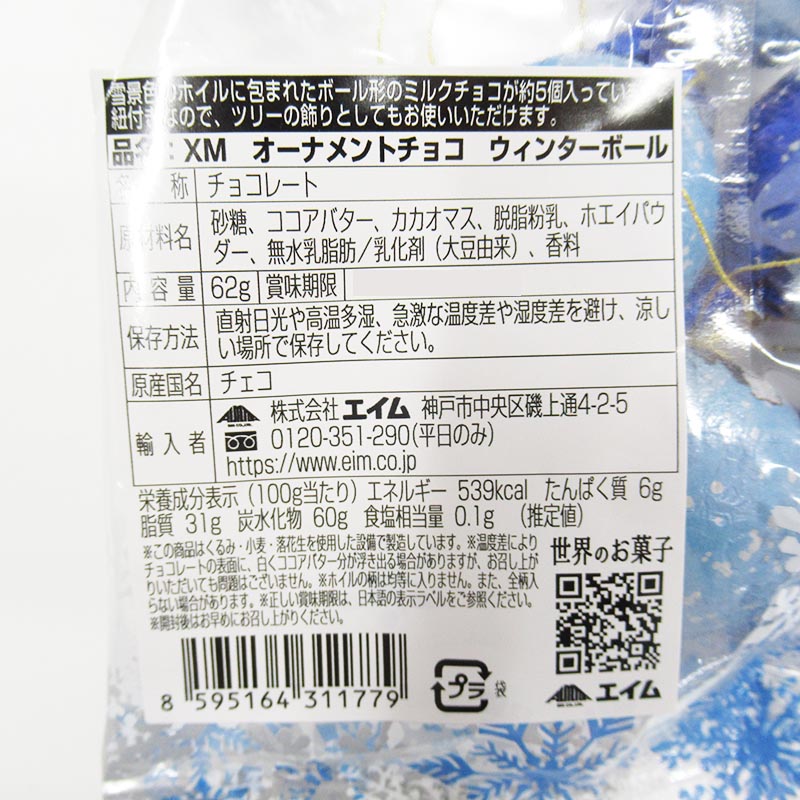 雪景色のホイルに包まれたボール形のミルクチョコが約5個入っています
紐付きなので、ツリーの飾りとしてもお使いいただけます。
品名：XM オーナメントチョコ ウィンターボール
名称 チョコレート
原材料名 砂糖、ココアバター、カカオマス、脱脂粉乳、ホエイパウ
ダー、無水乳脂肪／乳化剤（大豆由来）、香料
内容量 62g 賞味期限
保存方法 直射日光や高温多湿、急激な温度差や湿度差を避け、涼し
い場所で保存してください。
原産国名 チェコ
輸入者 株式会社エイム 神戸市中央区磯上通4-2-5
0120-351-290(平日のみ)
https://www.eim.co.jp
栄養成分表示（100g当たり）エネルギー 539kcal たんぱく質 6g
脂質 31g 炭水化物 60g 食塩相当量 0.1g （推定値）
※この商品はくるみ・小麦・落花生を使用した設備で製造しています。※温度差により
チョコレートの表面に、白くココアバター分が浮き出る場合がありますが、お召し上が
りいただいても問題はございません。※ホイルの柄は均等に入りません。また、全柄入
らない場合があります。※正しい賞味期限は、日本語の表示ラベルをご参照ください。
※開封後はお早めにお召し上がりください。
世界のお菓子
8 595164 311779
プラ 袋
エイム